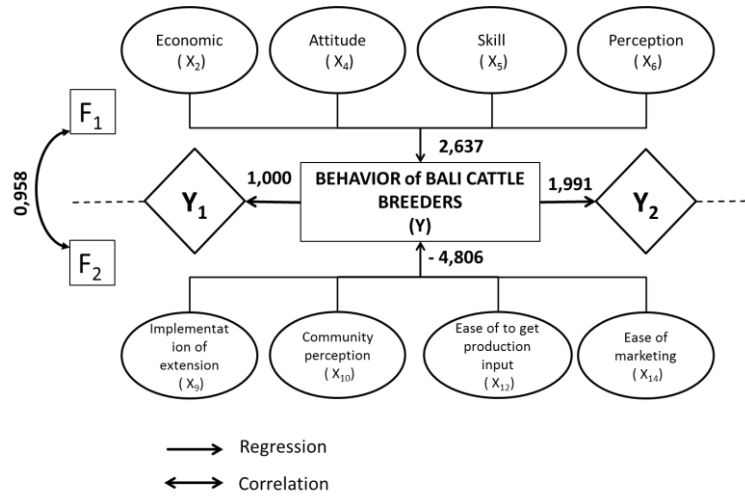 Economic
( X₂)
Attitude
( X₄)
Skill
( X₅)
Perception
( X₆)
F₁
2,637
0,958
Y₁
1,000
BEHAVIOR of BALI CATTLE
BREEDERS
(Y)
1,991
Y₂
F₂
- 4,806
Implementat
ion of
extension
( X₉)
Community
perception
( X₁₀)
Ease of to get
production
input
( X₁₂)
Ease of
marketing
( X₁₄)
Regression
Correlation